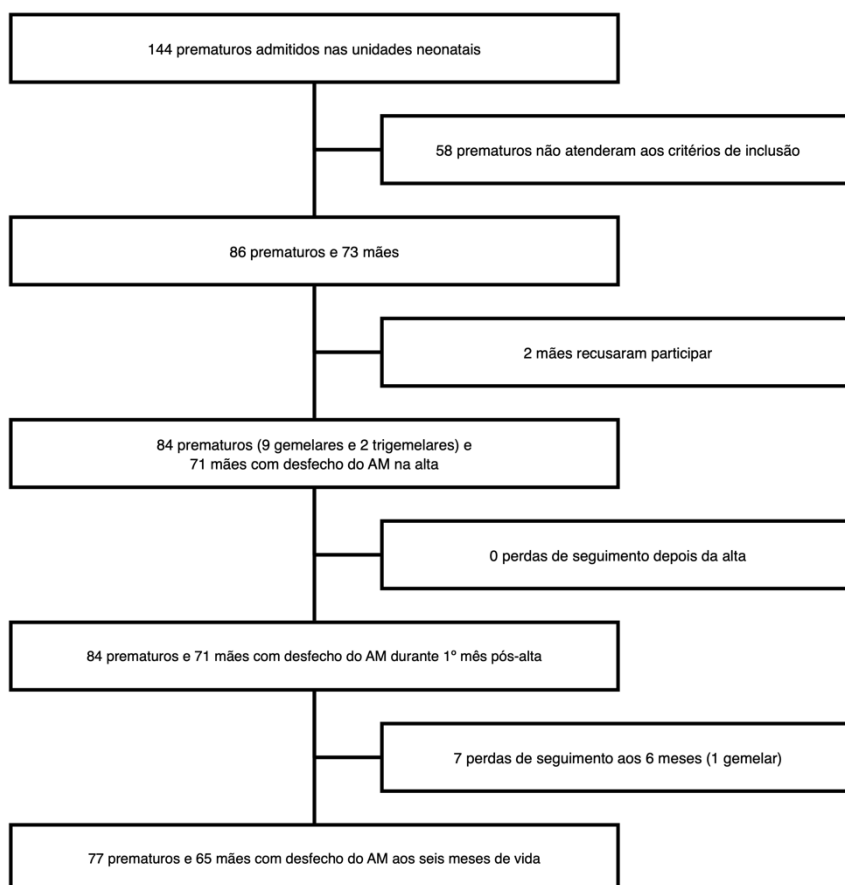 144 prematuros admitidos nas unidades neonatais
58 prematuros não atenderam aos critérios de inclusão
86 prematuros e 73 mães
2 mães recusaram participar
84 prematuros (9 gemelares e 2 trigemelares) e
71 mães com desfecho do AM na alta
0 perdas de seguimento depois da alta
84 prematuros e 71 mães com desfecho do AM durante 1º mês pós-alta
7 perdas de seguimento aos 6 meses (1 gemelar)
77 prematuros e 65 mães com desfecho do AM aos seis meses de vida